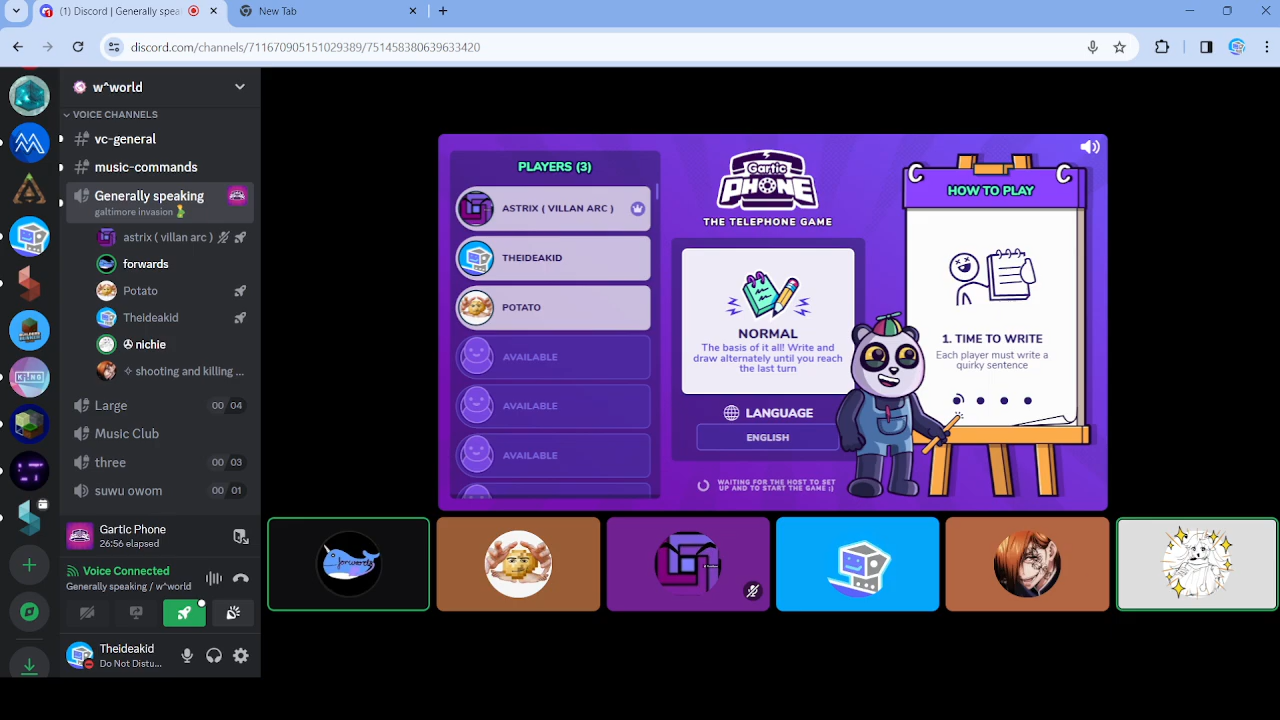 (1) Discord | Generally spea
New Tab
discord.com/channels/711670905151029389/751458380639633420
w^world
VOICE CHANNELS
vc-general
music-commands
Generally speaking
galtimore invasion
astrix ( villan arc )
forwards
Potato
Theideakid
nichie
✧ shooting and killing ...
Large
00 04
Music Club
three
00 03
suwu owom
00 01
Gartic Phone
26:56 elapsed
Voice Connected
Generally speaking / w^world
Theideakid
Do Not Distu...
PLAYERS (3)
ASTRIX ( VILLAN ARC )
THEIDEAKID
POTATO
AVAILABLE
AVAILABLE
AVAILABLE
Gartic
PHONE
THE TELEPHONE GAME
NORMAL
The basis of it all! Write and
draw alternately until you reach
the last turn
LANGUAGE
ENGLISH
WAITING FOR THE HOST TO SET
UP AND TO START THE GAME :)
HOW TO PLAY
1. TIME TO WRITE
Each player must write a
quirky sentence
forwards
KING